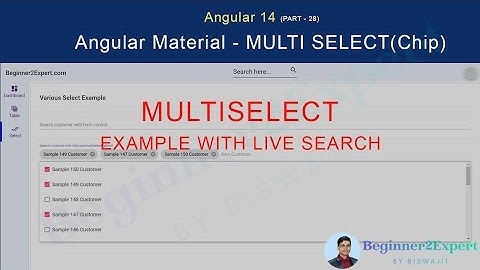 Angular 14 (PART - 28)
Angular Material - MULTI SELECT(Chip)
Beginner2Expert.com
Search here...
Dashboard
Table
Select
Various Select Example
MULTISELECT
Search customer with form control
EXAMPLE WITH LIVE SEARCH
Sample 149 Customer
Sample 147 Customer
Sample 150 Customer
New Customer...
Sample 150 Customer
Sample 149 Customer
Sample 148 Customer
Sample 147 Customer
Sample 146 Customer
Beginner2Expert
BY BISWAJIT